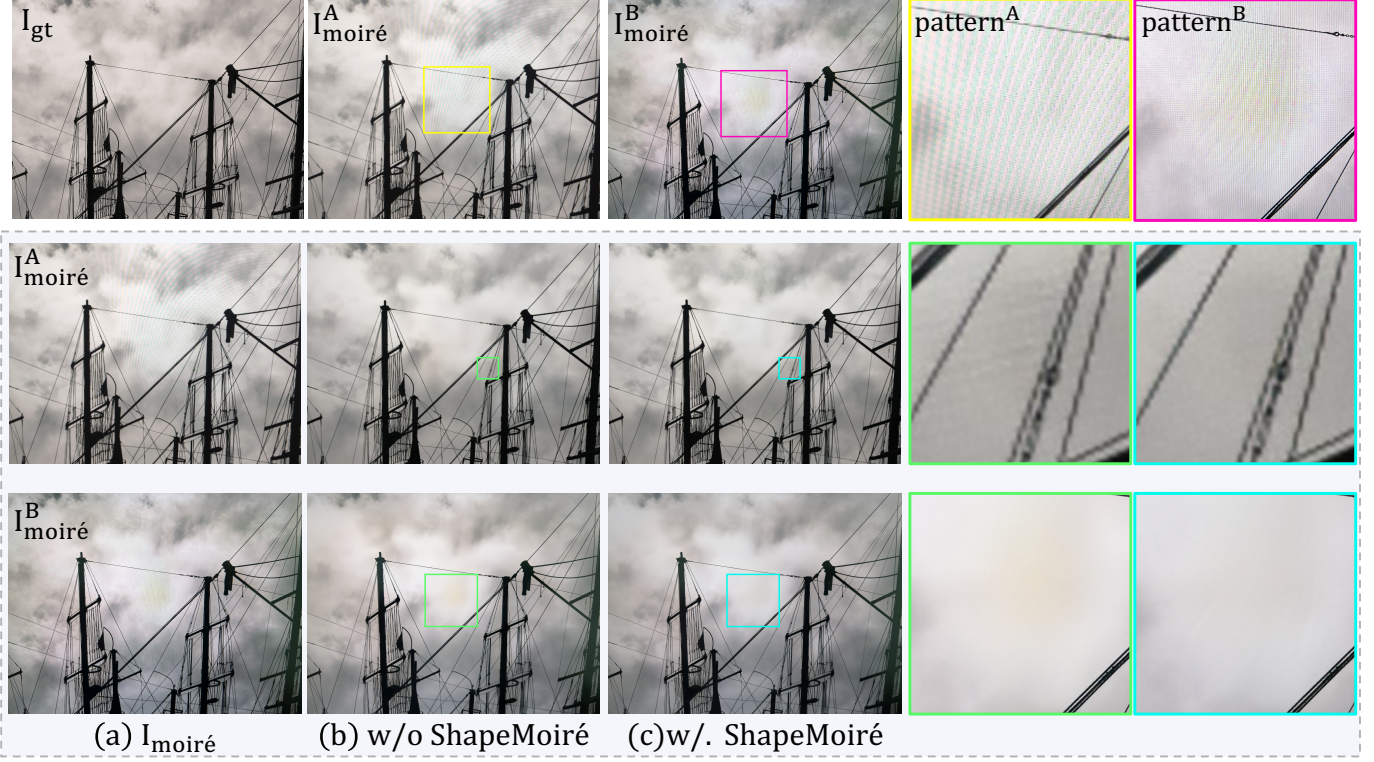 I_gt
I^A_moiré
I^B_moiré
pattern^A
pattern^B
I^A_moiré
I^B_moiré
(a) I_moiré
(b) w/o ShapeMoiré
(c)w/. ShapeMoiré